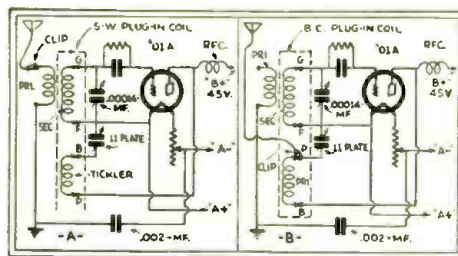 S.W. PLUG-IN COIL
CLIP
G
'01A
RFC.
"B+"
45V.
PRI.
.00014-
MF.
SEC
F
11 PLATE
B
"A-"
TICKLER
P
"A+"
-A-
.002-MF.
B.C. PLUG-IN COIL
PRI.
G
'01A
RFC.
"B+"
45V.
.00014-
MF.
SEC
F
P
11 PLATE
CLIP
"A-"
PRI
B
"A+"
-B-
.002-MF.